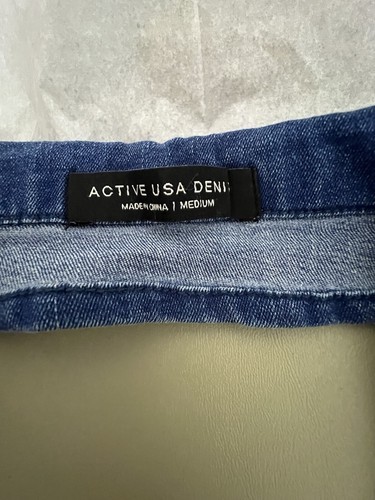 ACTIVE USA DENI
MADE IN CHINA | MEDIUM